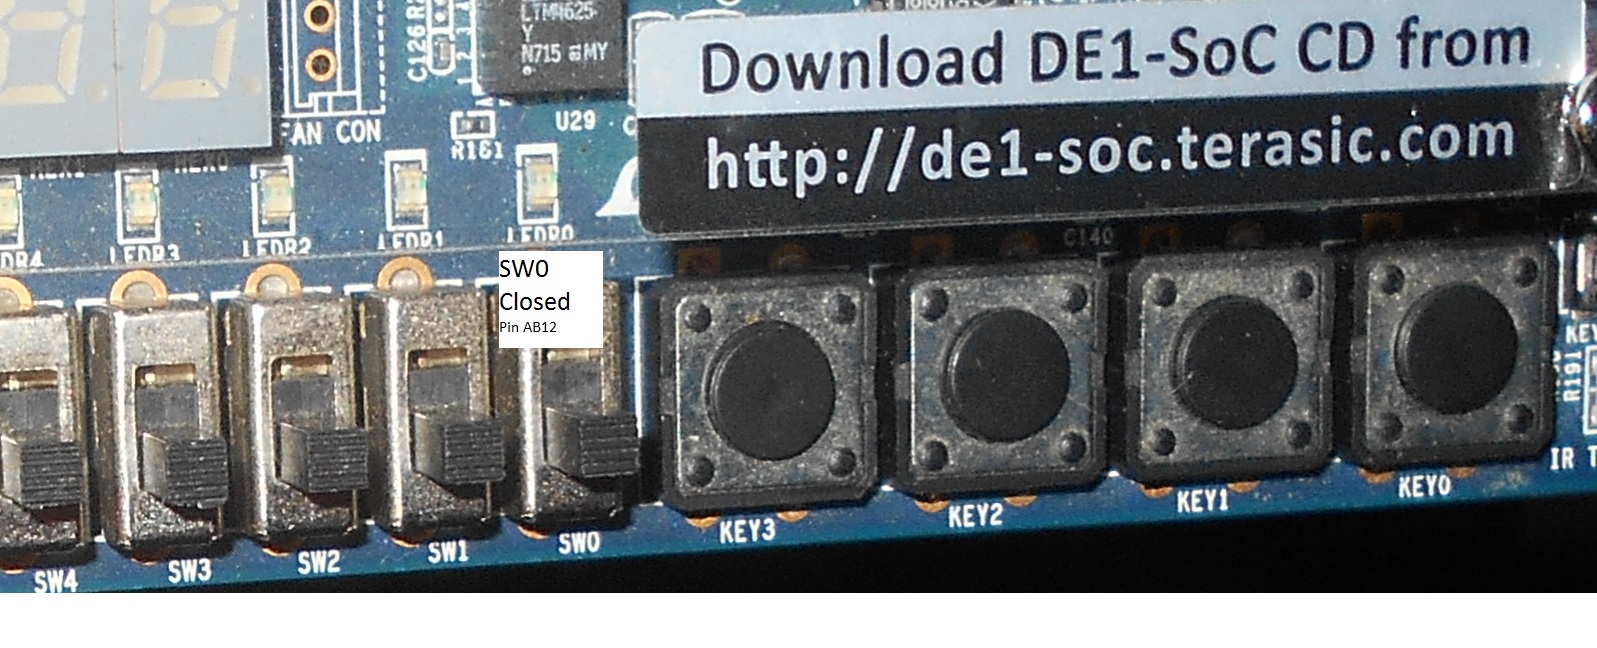 LTM4625
Y
N715 MY
Download DE1-SoC CD from
http://de1-soc.terasic.com
FAN CON
U29
R161
C126
HEX1
HEX0
LEDR4
LEDR3
LEDR2
LEDR1
LEDR0
C140
SW0
Closed
Pin AB12
KEY
R191
IR T
SW4
SW3
SW2
SW1
SW0
KEY3
KEY2
KEY1
KEY0